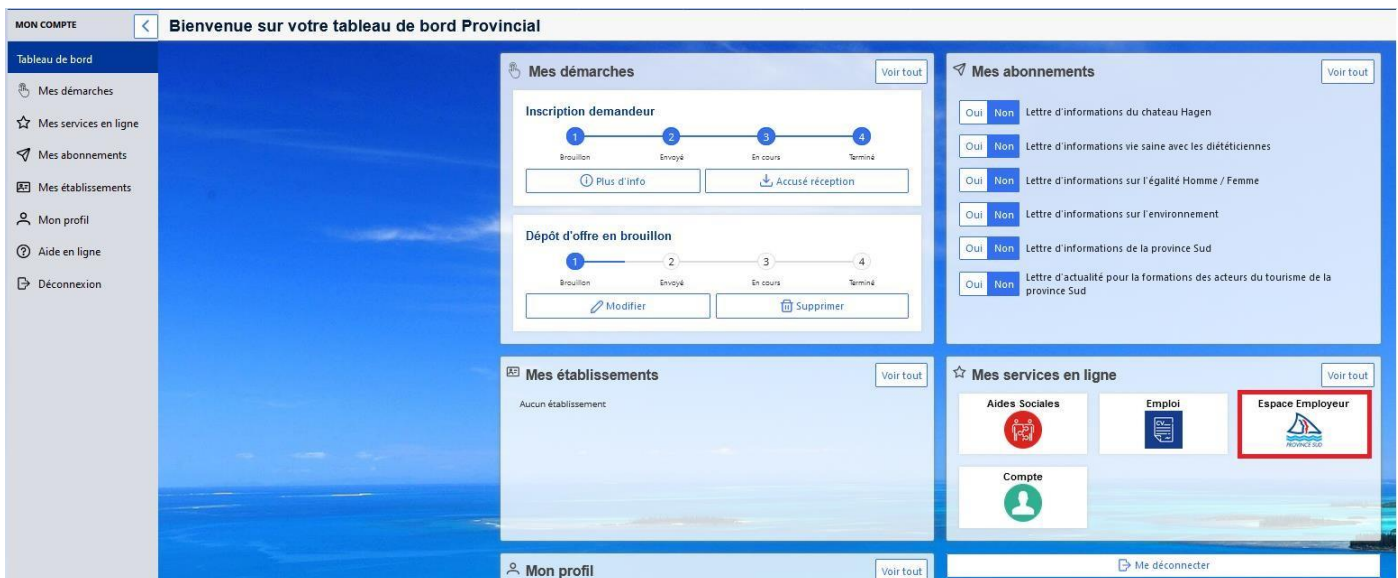 MON COMPTE
Bienvenue sur votre tableau de bord Provincial
Tableau de bord
Mes démarches
Mes services en ligne
Mes abonnements
Mes établissements
Mon profil
Aide en ligne
Déconnexion
Mes démarches
Voir tout
Inscription demandeur
1 2 3 4
Brouillon Envoyé En cours Terminé
Plus d'info Accusé réception
Dépôt d'offre en brouillon
1 2 3 4
Brouillon Envoyé En cours Terminé
Modifier Supprimer
Mes abonnements
Voir tout
Oui Non Lettre d'informations du chateau Hagen
Oui Non Lettre d'informations vie saine avec les diététiciennes
Oui Non Lettre d'informations sur l'égalité Homme / Femme
Oui Non Lettre d'informations sur l'environnement
Oui Non Lettre d'informations de la province Sud
Oui Non Lettre d'actualité pour la formations des acteurs du tourisme de la
province Sud
Mes établissements
Voir tout
Aucun établissement
Mes services en ligne
Voir tout
Aides Sociales Emploi Espace Employeur
CV
PROVINCE SUD
Compte
Mon profil
Voir tout
Me déconnecter